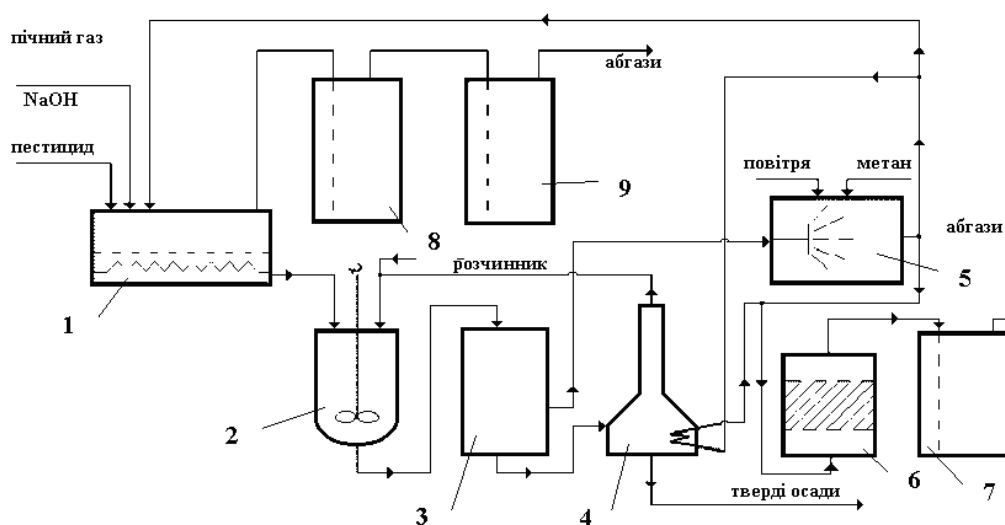 пічний газ
NaOH
пестицид
абгази
повітря
метан
абгази
розчинник
тверді осади
1
2
3
4
5
6
7
8
9